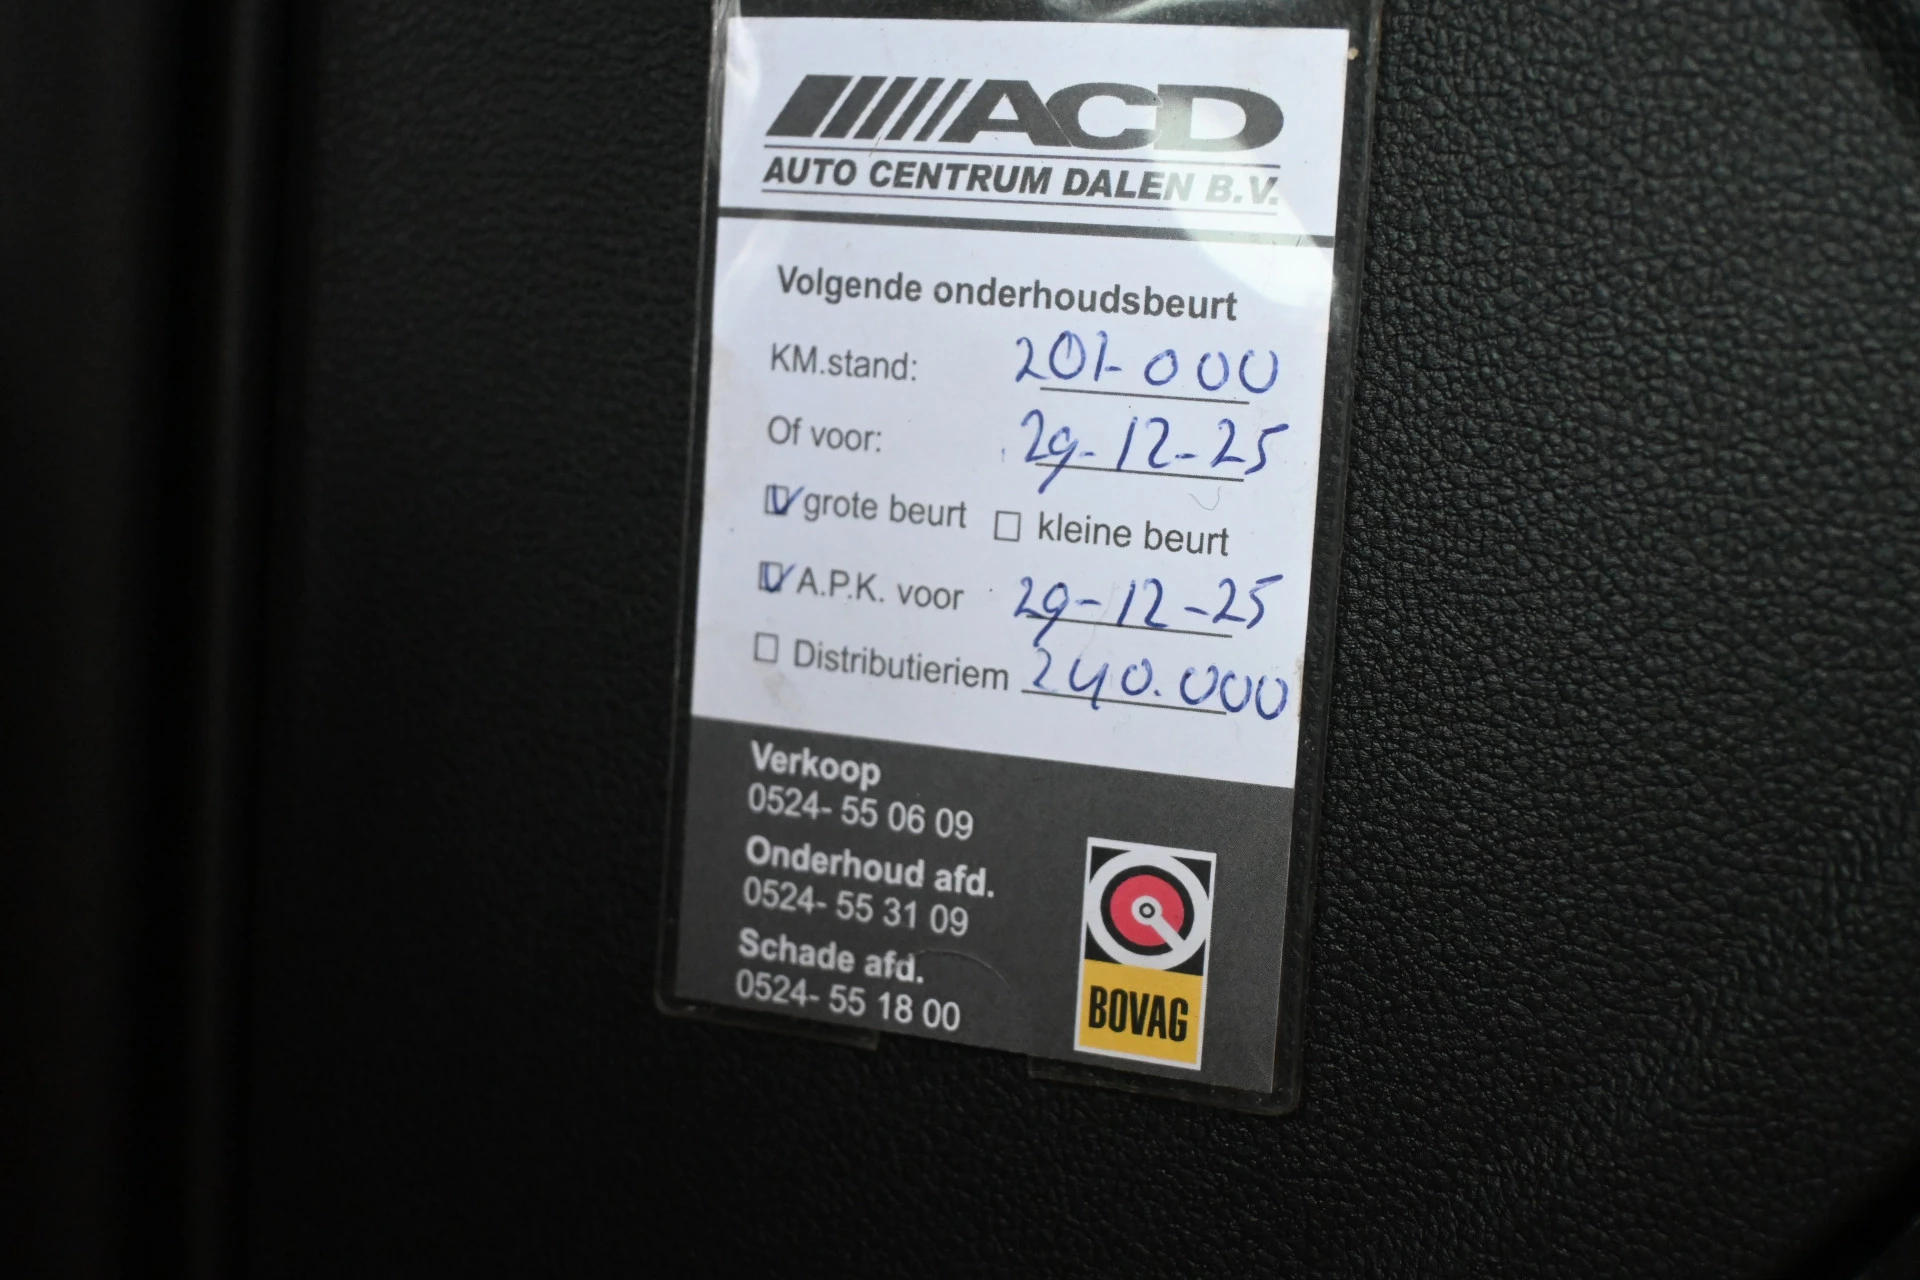 ACD
AUTO CENTRUM DALEN B.V.
Volgende onderhoudsbeurt
KM.stand: 201-000
Of voor: 29-12-25
grote beurt kleine beurt
A.P.K. voor 29-12-25
Distributieriem 240.000
Verkoop
0524- 55 06 09
Onderhoud afd.
0524- 55 31 09
Schade afd.
0524- 55 18 00
BOVAG